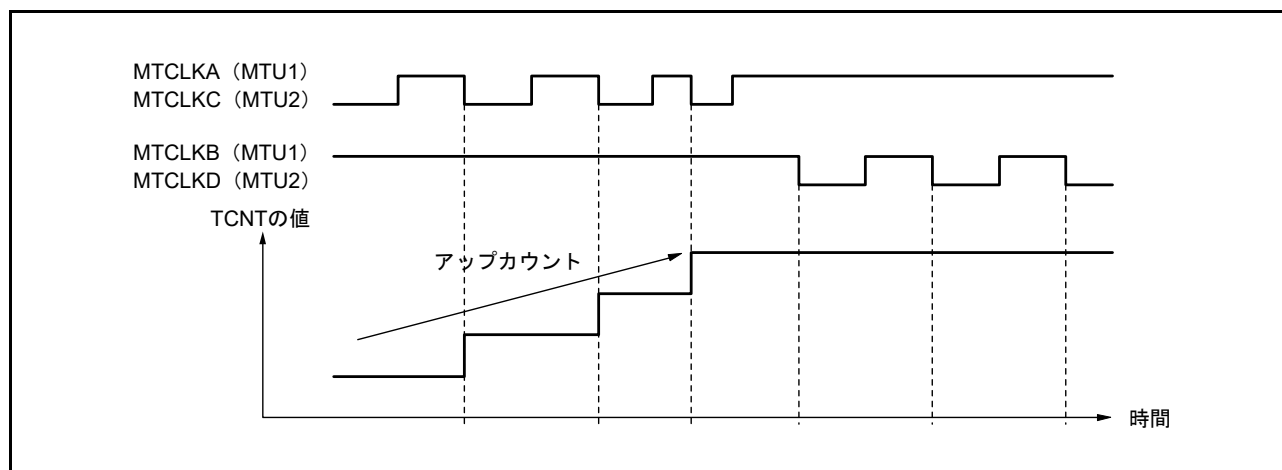 MTCLKA（MTU1）
MTCLKC（MTU2）
MTCLKB（MTU1）
MTCLKD（MTU2）
TCNTの値
アップカウント
時間